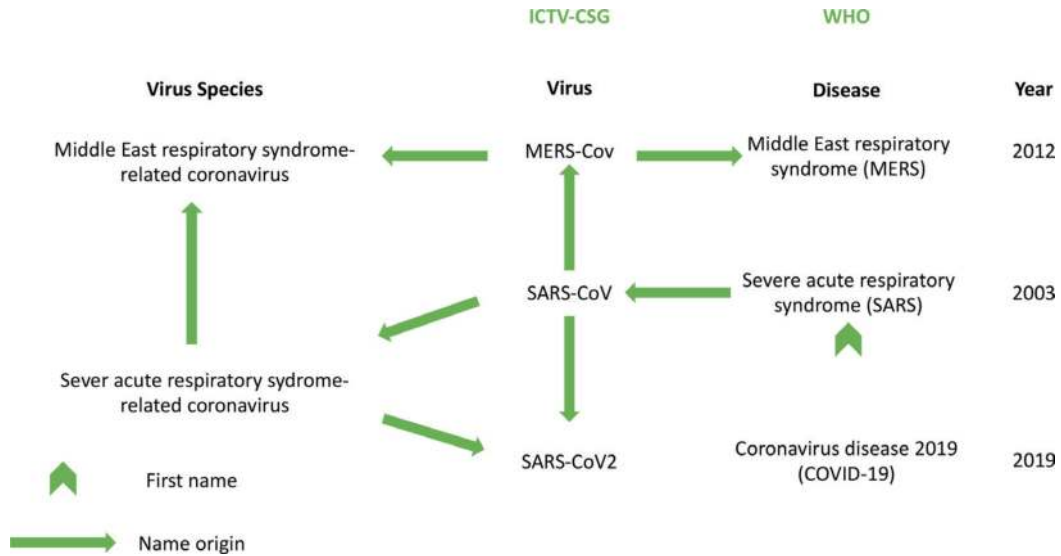 ICTV-CSG WHO
Virus Species Virus Disease Year
Middle East respiratory syndrome-
related coronavirus
MERS-Cov
Middle East respiratory
syndrome (MERS)
2012
SARS-CoV
Severe acute respiratory
syndrome (SARS)
2003
Sever acute respiratory sydrome-
related coronavirus
SARS-CoV2
Coronavirus disease 2019
(COVID-19)
2019
First name
Name origin